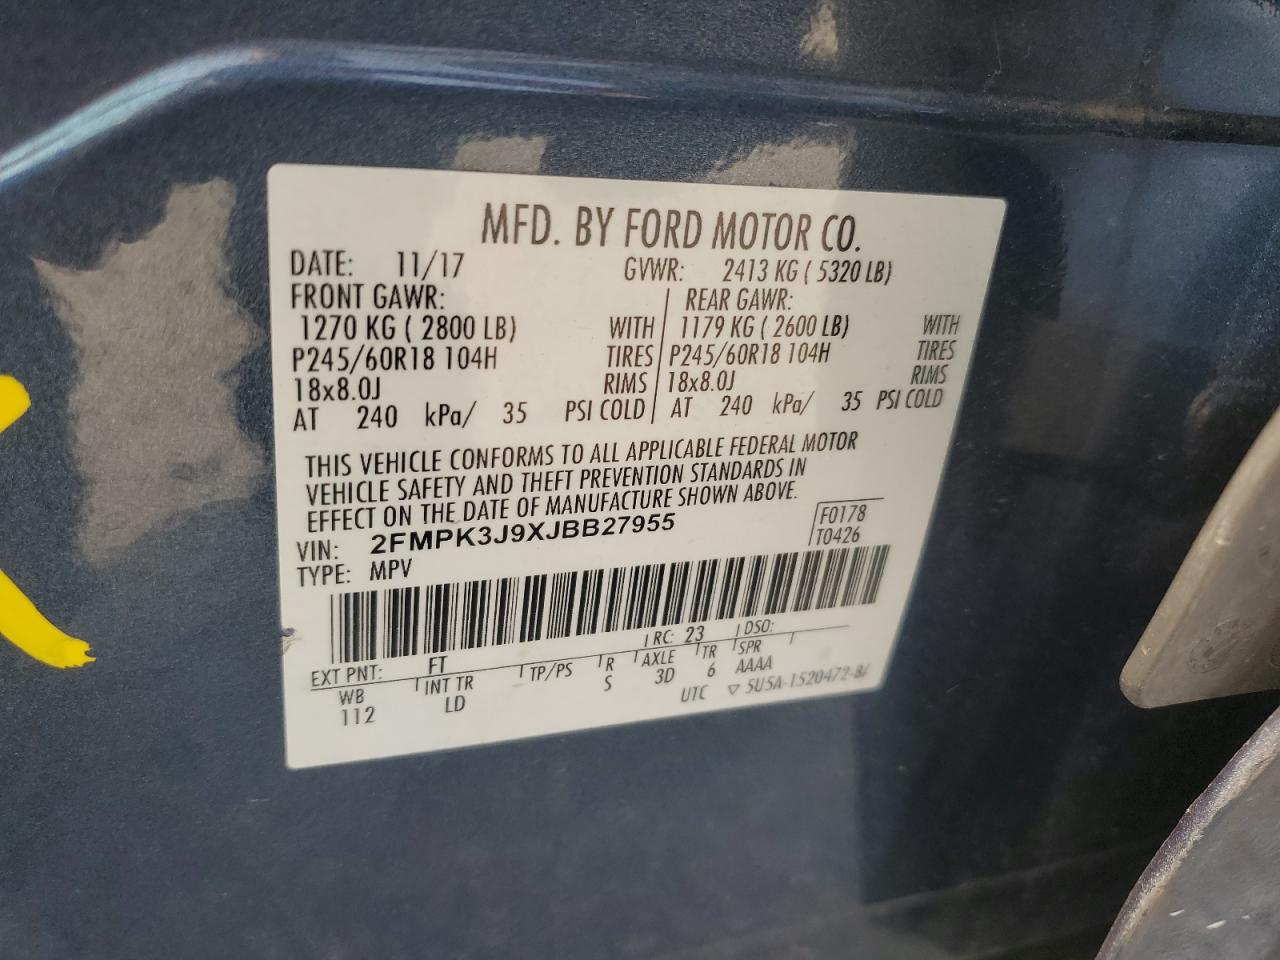 MFD. BY FORD MOTOR CO.
DATE: 11/17 GVWR: 2413 KG ( 5320 LB)
FRONT GAWR: REAR GAWR:
1270 KG ( 2800 LB) WITH 1179 KG ( 2600 LB) WITH
P245/60R18 104H TIRES P245/60R18 104H TIRES
18x8.0J RIMS 18x8.0J RIMS
AT 240 kPa/ 35 PSI COLD AT 240 kPa/ 35 PSI COLD
THIS VEHICLE CONFORMS TO ALL APPLICABLE FEDERAL MOTOR
VEHICLE SAFETY AND THEFT PREVENTION STANDARDS IN
EFFECT ON THE DATE OF MANUFACTURE SHOWN ABOVE.
VIN: 2FMPK3J9XJBB27955 F0178
TYPE: MPV T0426
EXT PNT: FT RC: 23 DSO:
WB INT TR TP/PS R AXLE TR SPR
112 LD S 3D 6 AAAA
UTC ▽ 5U5A-1520472-B/